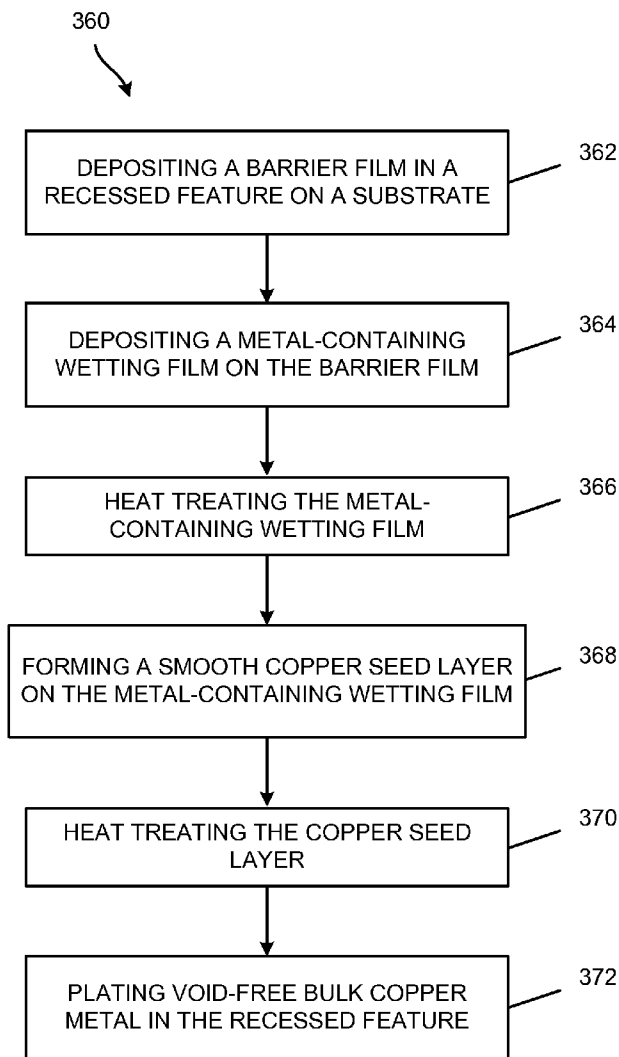 360
DEPOSITING A BARRIER FILM IN A
RECESSED FEATURE ON A SUBSTRATE
362
DEPOSITING A METAL-CONTAINING
WETTING FILM ON THE BARRIER FILM
364
HEAT TREATING THE METAL-
CONTAINING WETTING FILM
366
FORMING A SMOOTH COPPER SEED LAYER
ON THE METAL-CONTAINING WETTING FILM
368
HEAT TREATING THE COPPER SEED
LAYER
370
PLATING VOID-FREE BULK COPPER
METAL IN THE RECESSED FEATURE
372